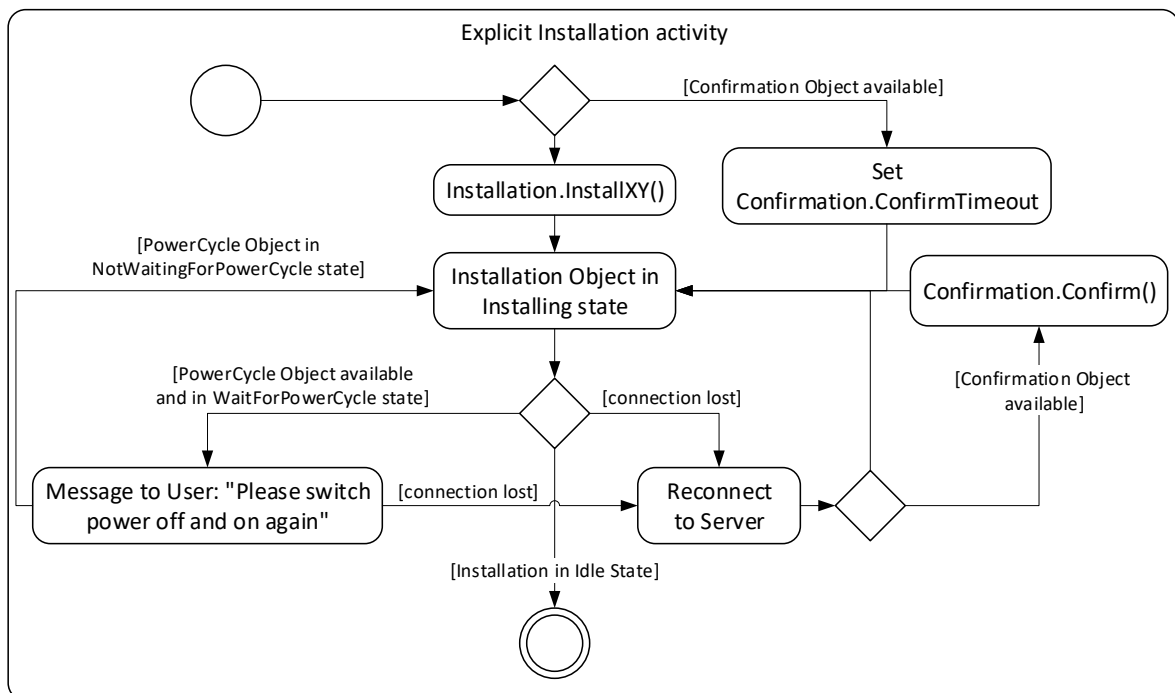 Explicit Installation activity
[Confirmation Object available]
Installation.InstallXY()
Set
Confirmation.ConfirmTimeout
[PowerCycle Object in
NotWaitingForPowerCycle state]
Installation Object in
Installing state
Confirmation.Confirm()
[PowerCycle Object available
and in WaitForPowerCycle state]
[connection lost]
[Confirmation Object
available]
Message to User: "Please switch
power off and on again"
[connection lost]
Reconnect
to Server
[Installation in Idle State]